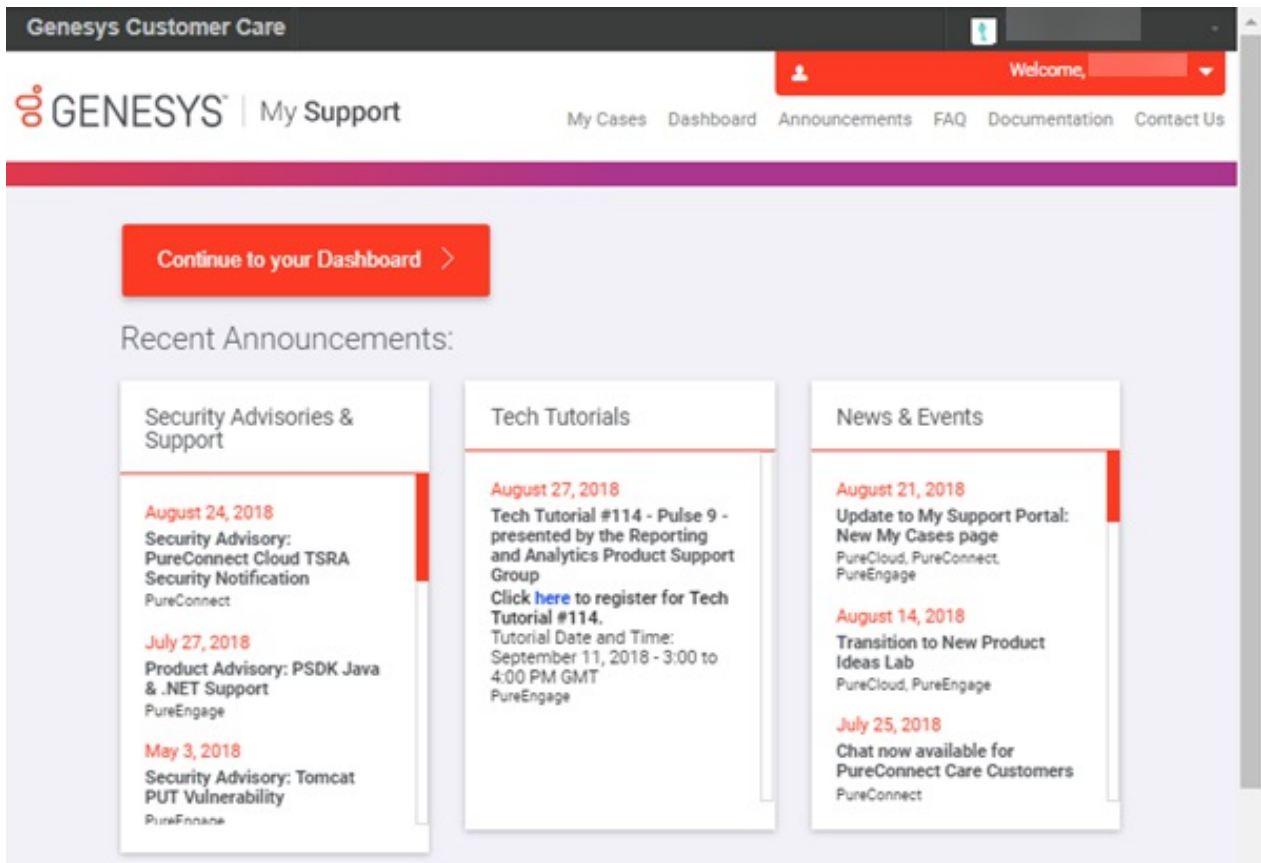 Genesys Customer Care
Welcome,
GENESYS™ | My Support
My Cases Dashboard Announcements FAQ Documentation Contact Us
Continue to your Dashboard
Recent Announcements:
Security Advisories &
Support
August 24, 2018
Security Advisory:
PureConnect Cloud TSRA
Security Notification
PureConnect
July 27, 2018
Product Advisory: PSDK Java
& .NET Support
PureEngage
May 3, 2018
Security Advisory: Tomcat
PUT Vulnerability
PureEngage
Tech Tutorials
August 27, 2018
Tech Tutorial #114 - Pulse 9 -
presented by the Reporting
and Analytics Product Support
Group
Click here to register for Tech
Tutorial #114.
Tutorial Date and Time:
September 11, 2018 - 3:00 to
4:00 PM GMT
PureEngage
News & Events
August 21, 2018
Update to My Support Portal:
New My Cases page
PureCloud, PureConnect,
PureEngage
August 14, 2018
Transition to New Product
Ideas Lab
PureCloud, PureEngage
July 25, 2018
Chat now available for
PureConnect Care Customers
PureConnect